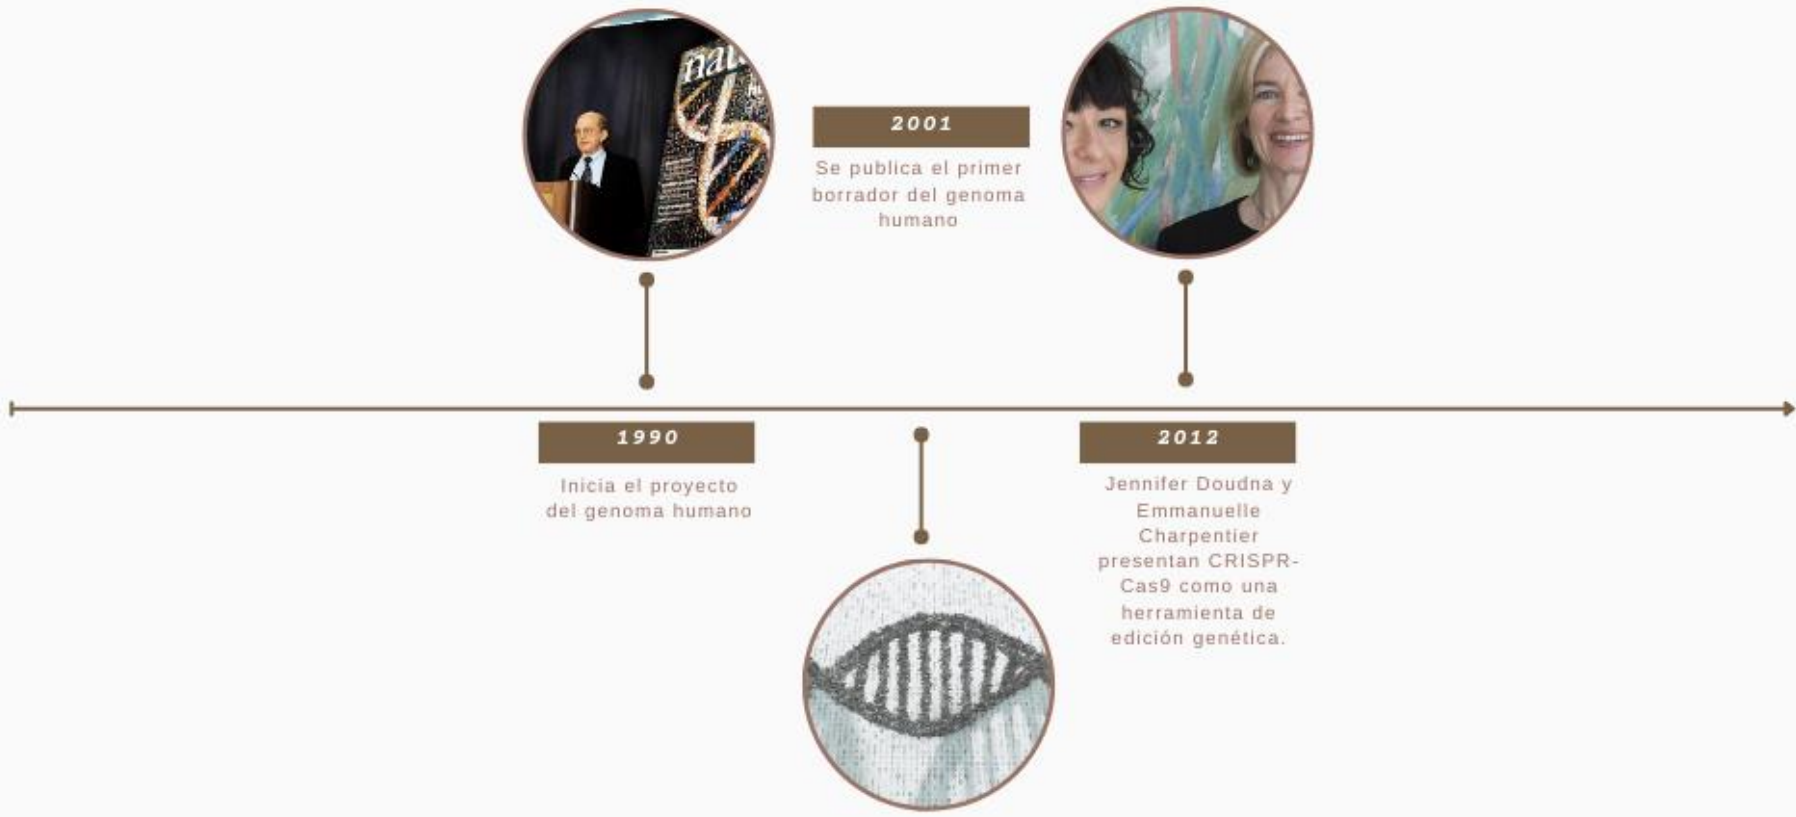 2001
Se publica el primer
borrador del genoma
humano
1990
Inicia el proyecto
del genoma humano
2012
Jennifer Doudna y
Emmanuelle
Charpentier
presentan CRISPR-
Cas9 como una
herramienta de
edición genética.